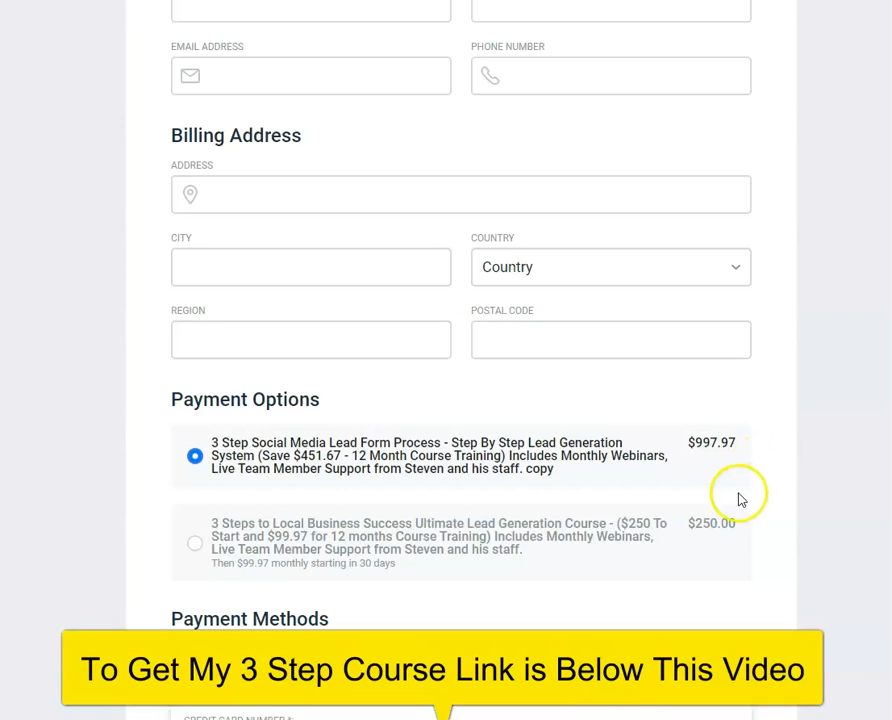 EMAIL ADDRESS
PHONE NUMBER
Billing Address
ADDRESS
CITY
COUNTRY
Country
REGION
POSTAL CODE
Payment Options
3 Step Social Media Lead Form Process - Step By Step Lead Generation
System (Save $451.67 - 12 Month Course Training) Includes Monthly Webinars,
Live Team Member Support from Steven and his staff. copy
$997.97
3 Steps to Local Business Success Ultimate Lead Generation Course - ($250 To
Start and $99.97 for 12 months Course Training) Includes Monthly Webinars,
Live Team Member Support from Steven and his staff.
Then $99.97 monthly starting in 30 days
$250.00
Payment Methods
To Get My 3 Step Course Link is Below This Video
CREDIT CARD NUMBER *: